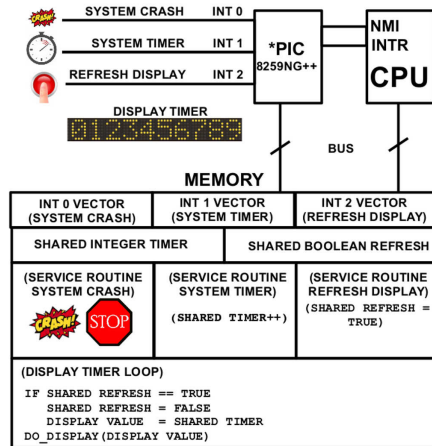 CRASH!
SYSTEM CRASH INT 0
SYSTEM TIMER INT 1
REFRESH DISPLAY INT 2
*PIC
8259NG++
NMI
INTR
CPU
DISPLAY TIMER
0123456789
BUS
MEMORY
INT 0 VECTOR
(SYSTEM CRASH)
INT 1 VECTOR
(SYSTEM TIMER)
INT 2 VECTOR
(REFRESH DISPLAY)
SHARED INTEGER TIMER
SHARED BOOLEAN REFRESH
(SERVICE ROUTINE
SYSTEM CRASH)
CRASH!
STOP
(SERVICE ROUTINE
SYSTEM TIMER)
(SHARED TIMER++)
(SERVICE ROUTINE
REFRESH DISPLAY)
(SHARED REFRESH =
TRUE)
(DISPLAY TIMER LOOP)
IF SHARED REFRESH == TRUE
SHARED REFRESH = FALSE
DISPLAY VALUE = SHARED TIMER
DO_DISPLAY(DISPLAY VALUE)